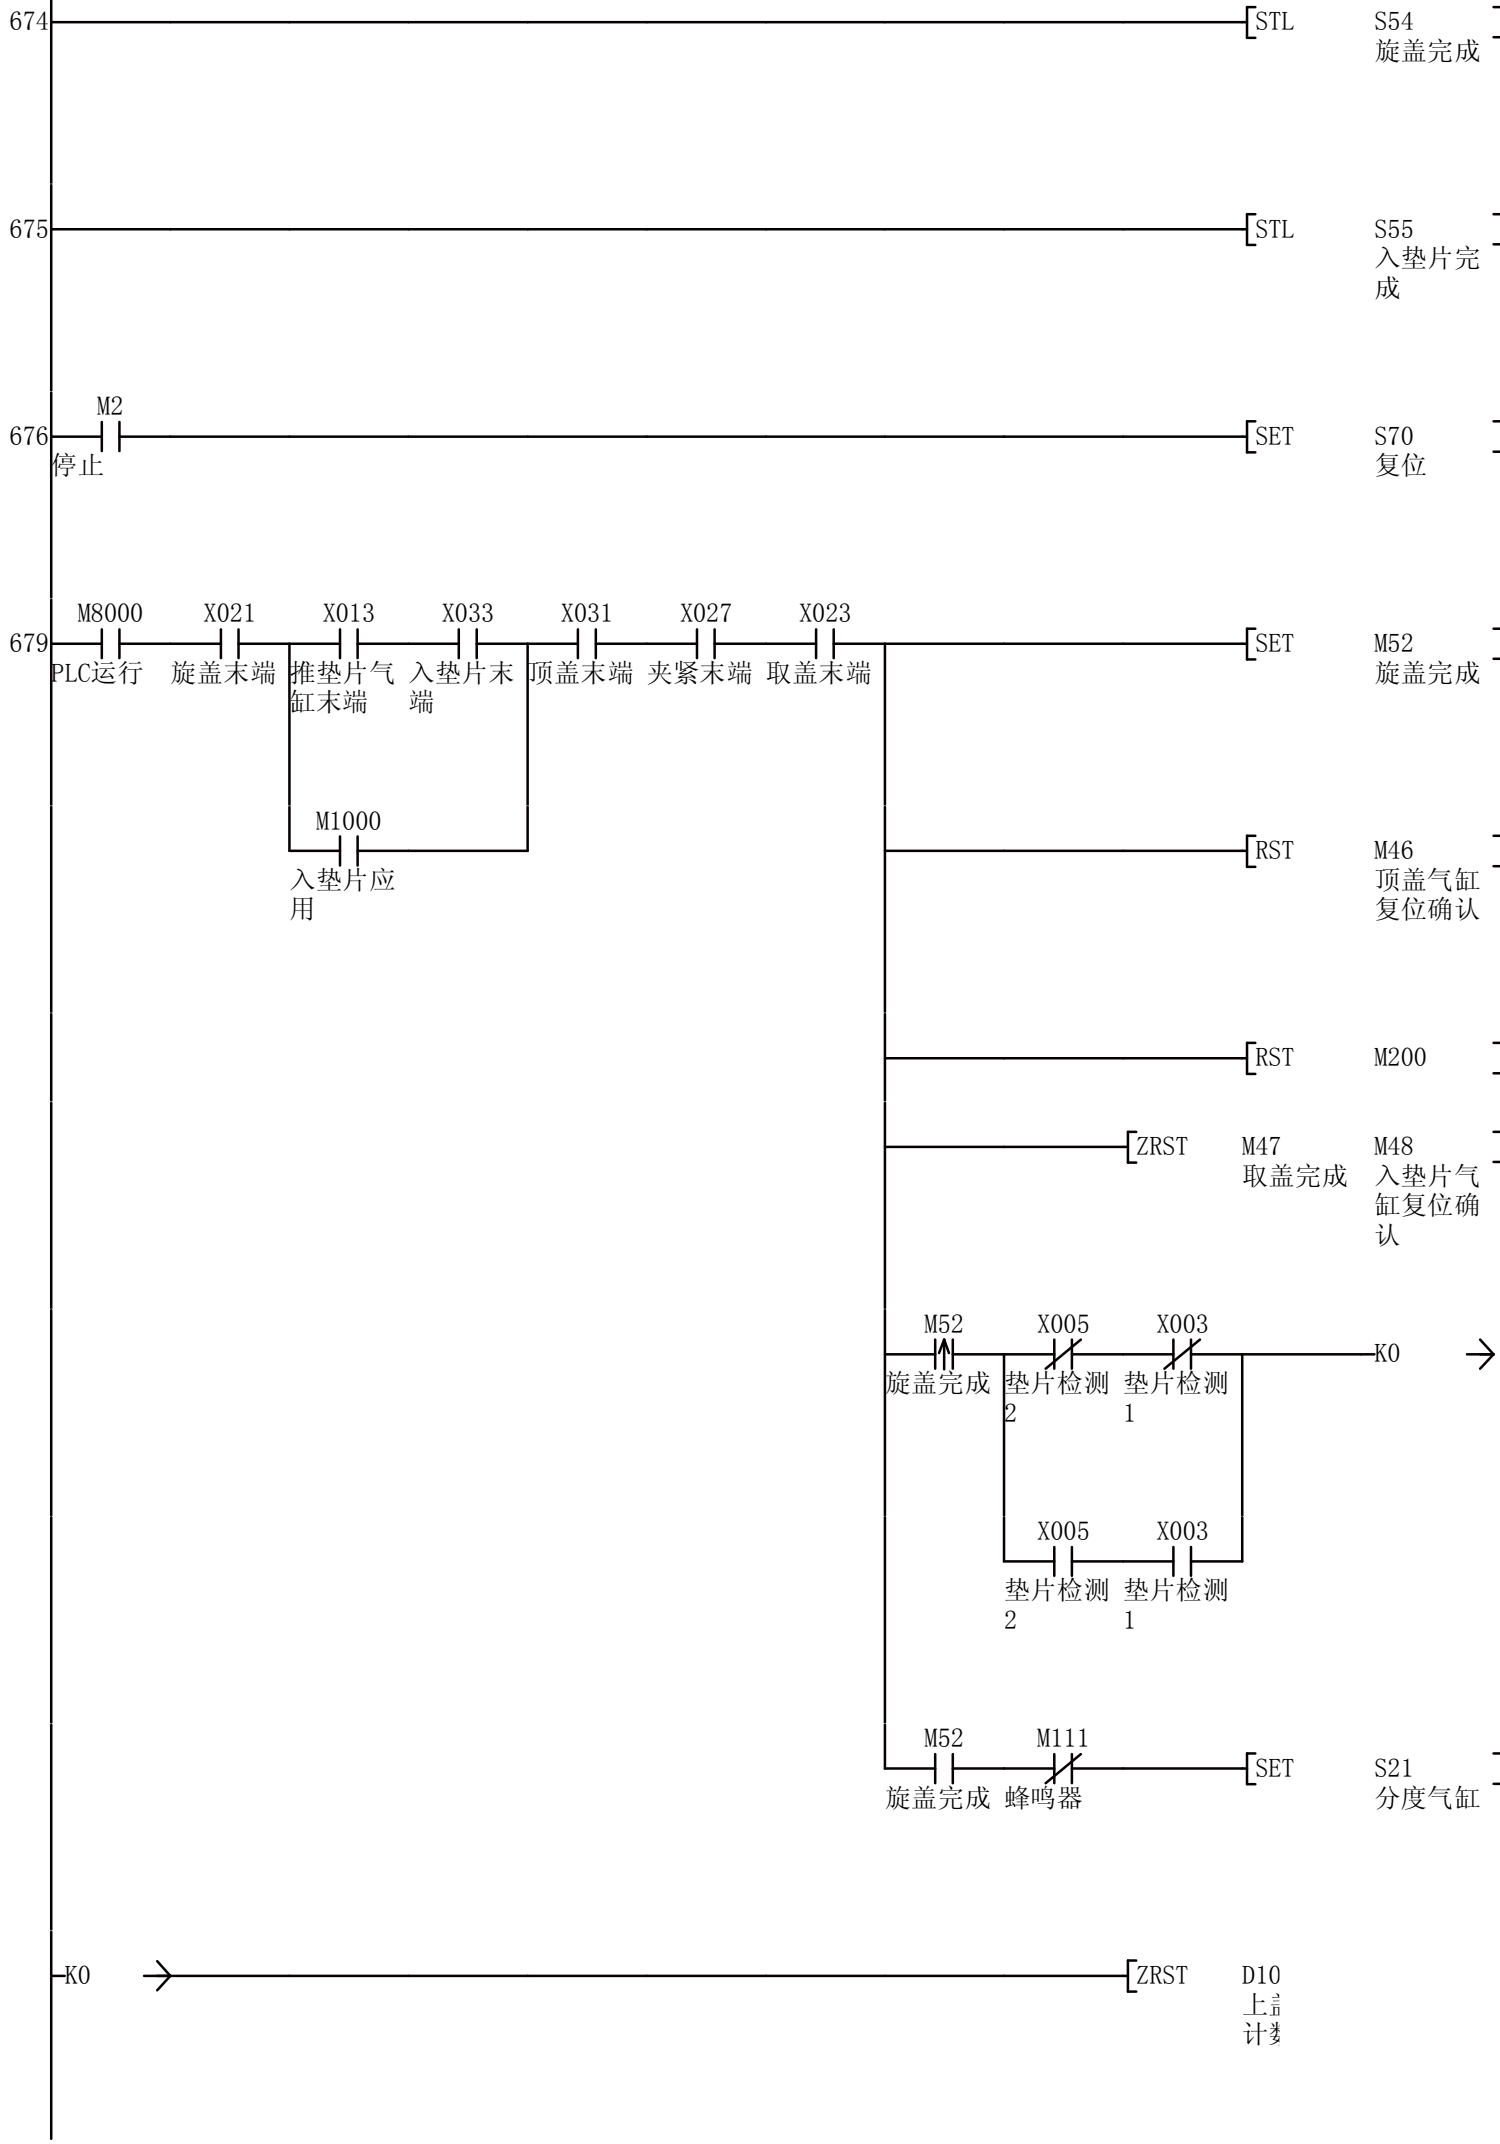 674 STL S54
旋盖完成
675 STL S55
入垫片完
成
M2
676 SET S70
停止 复位
M8000 X021 X013 X033 X031 X027 X023
679 SET M52
PLC运行 旋盖末端 推垫片气 入垫片末 顶盖末端 夹紧末端 取盖末端 旋盖完成
缸末端 端
M1000
RST M46
入垫片应 顶盖气缸
用 复位确认
RST M200
ZRST M47 M48
取盖完成 入垫片气
缸复位确
认
M52 X005 X003
K0
旋盖完成 垫片检测 垫片检测
2 1
X005 X003
垫片检测 垫片检测
2 1
M52 M111
SET S21
旋盖完成 蜂鸣器 分度气缸
K0 ZRST D10
上
计